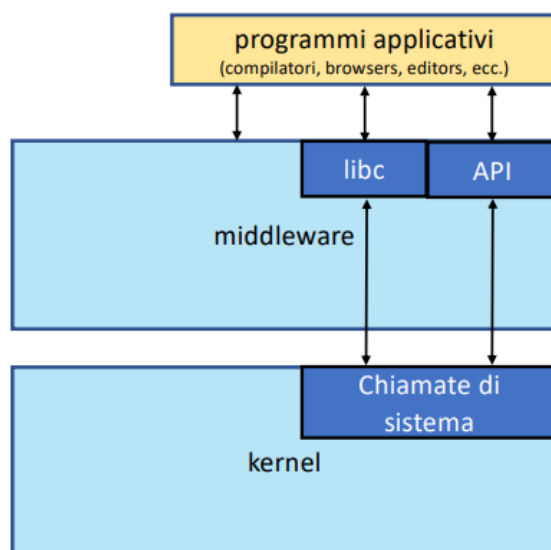 programmi applicativi
(compilatori, browsers, editors, ecc.)
libc
API
middleware
Chiamate di
sistema
kernel